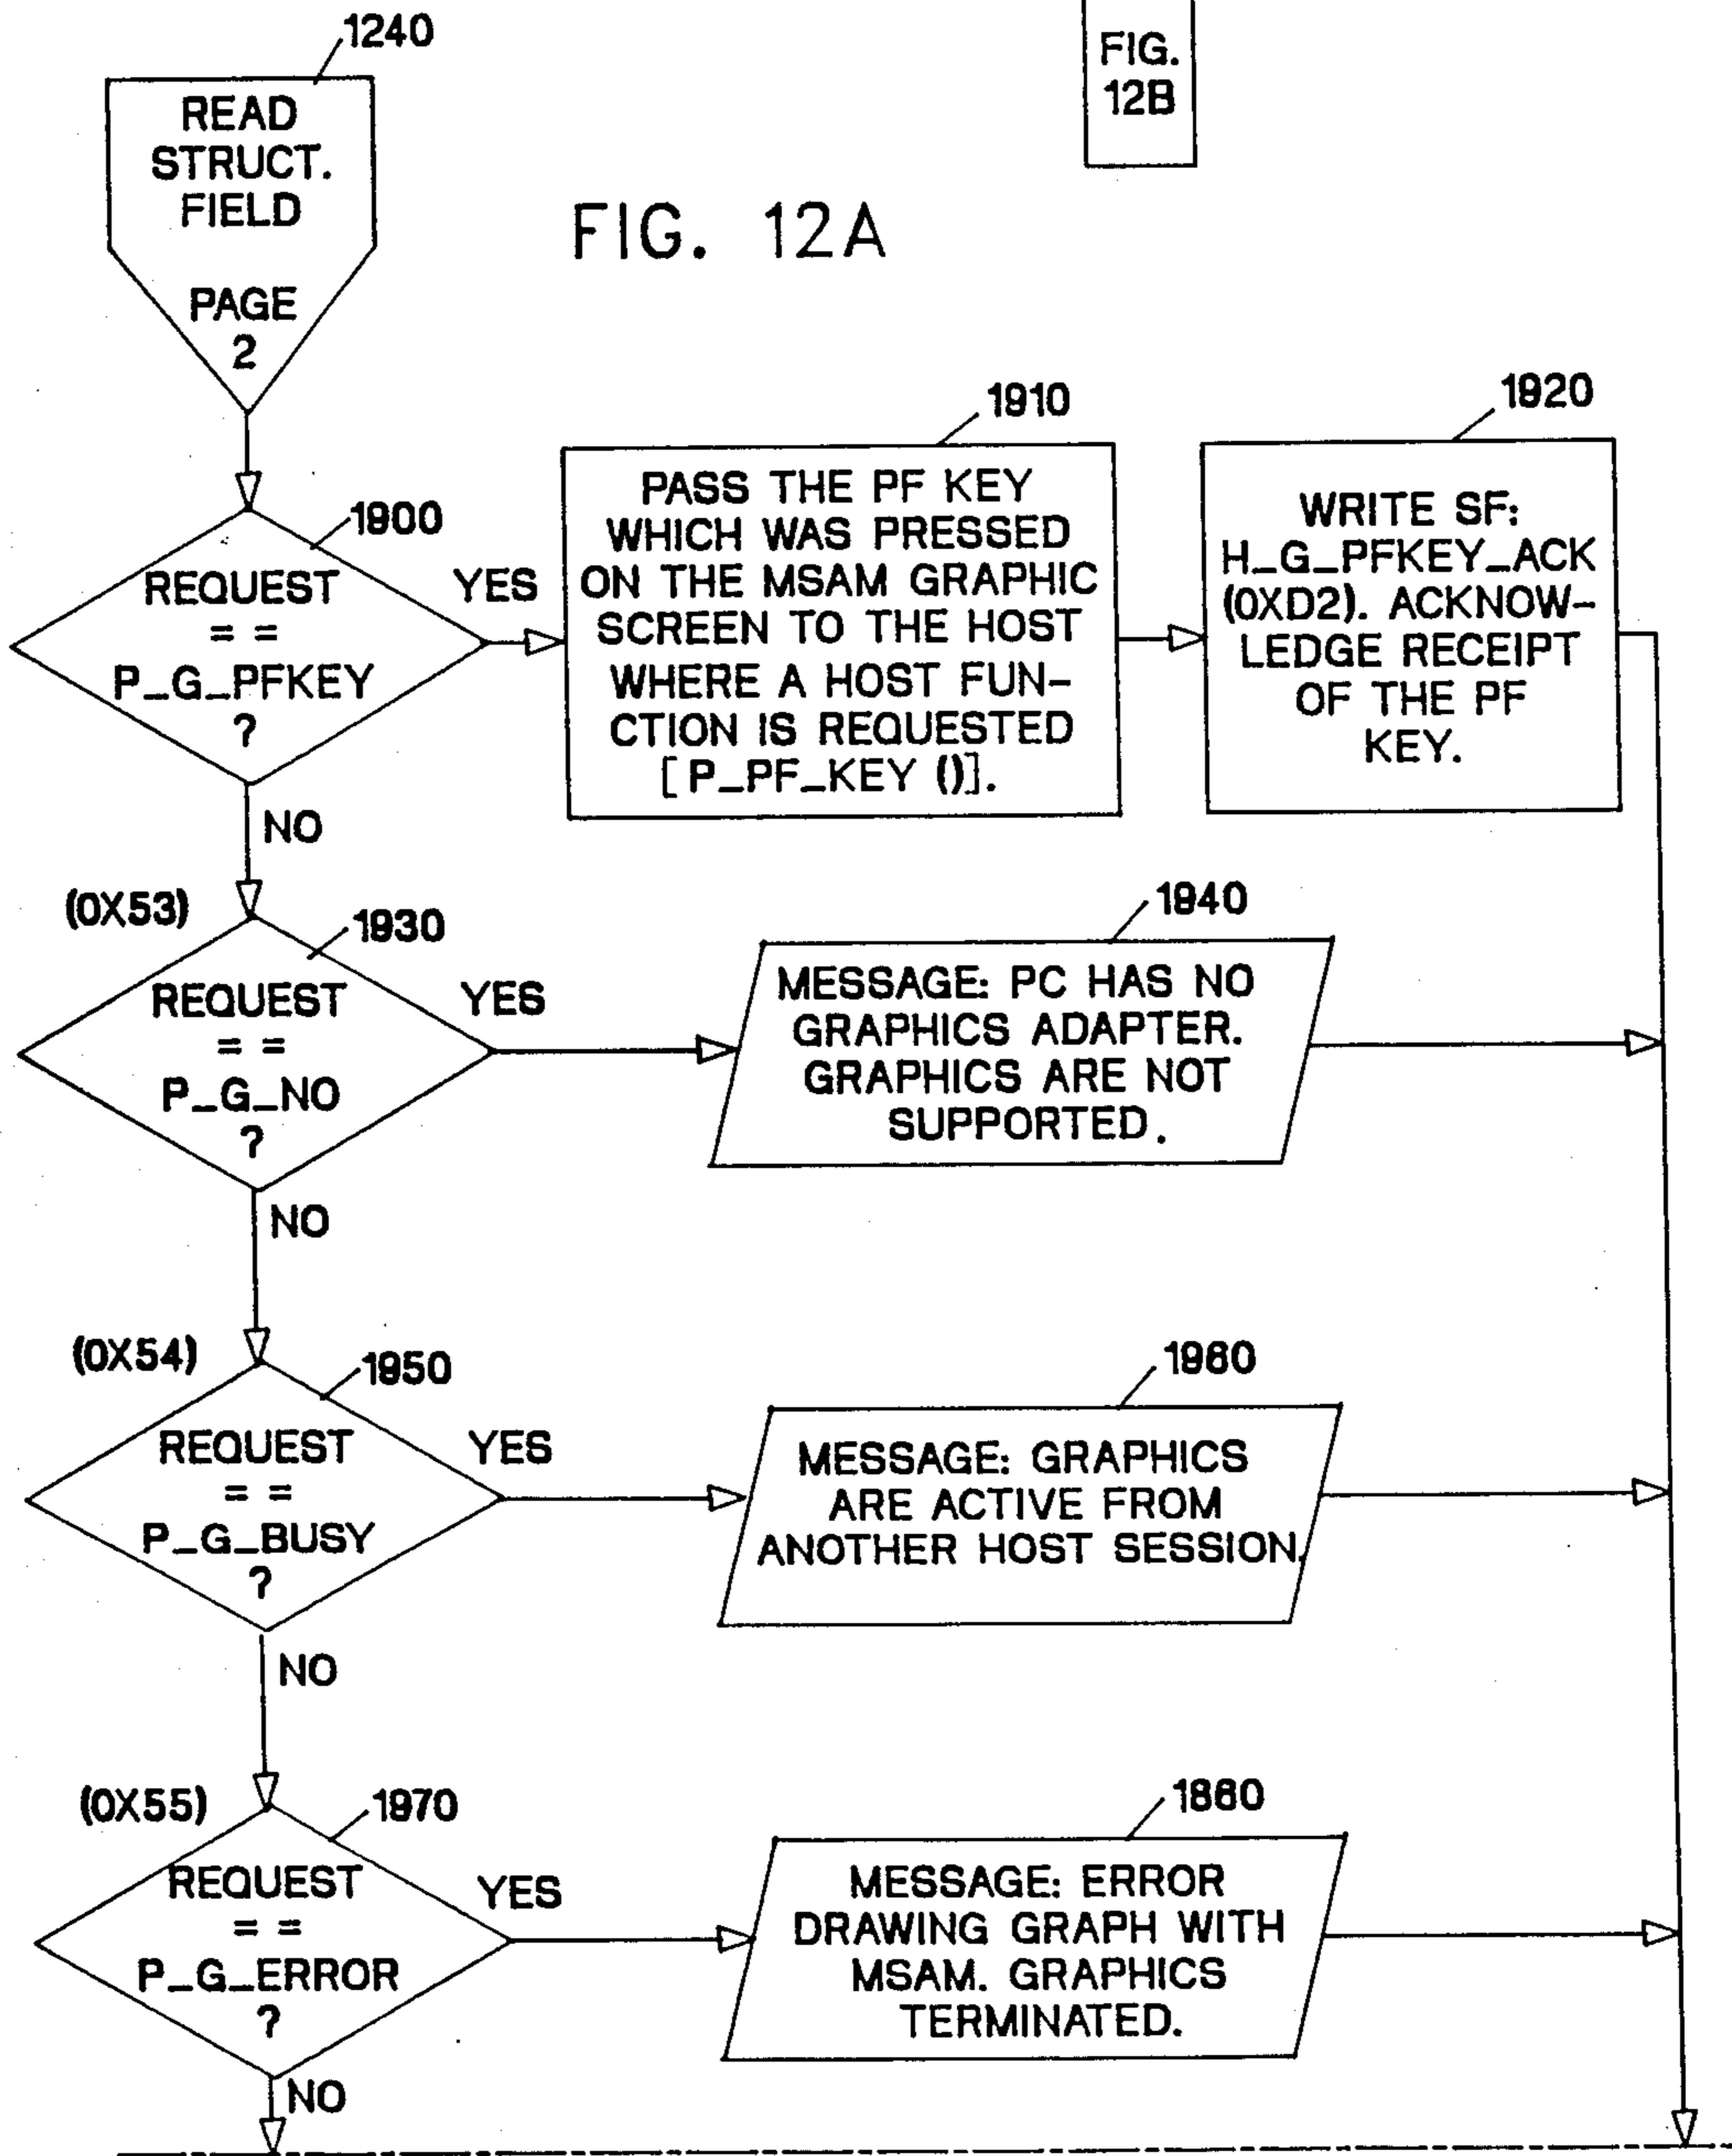 1240
FIG.
12B
READ
STRUCT.
FIELD
PAGE
2
FIG. 12A
1900
REQUEST
= =
P_G_PFKEY
?
YES
NO
1910
PASS THE PF KEY
WHICH WAS PRESSED
ON THE MSAM GRAPHIC
SCREEN TO THE HOST
WHERE A HOST FUN-
CTION IS REQUESTED
[ P_PF_KEY ()].
1920
WRITE SF:
H_G_PFKEY_ACK
(0XD2). ACKNOW-
LEDGE RECEIPT
OF THE PF
KEY.
(0X53)
1930
REQUEST
= =
P_G_NO
?
YES
NO
1940
MESSAGE: PC HAS NO
GRAPHICS ADAPTER.
GRAPHICS ARE NOT
SUPPORTED.
(0X54)
1950
REQUEST
= =
P_G_BUSY
?
YES
NO
1960
MESSAGE: GRAPHICS
ARE ACTIVE FROM
ANOTHER HOST SESSION.
(0X55)
1970
REQUEST
= =
P_G_ERROR
?
YES
NO
1860
MESSAGE: ERROR
DRAWING GRAPH WITH
MSAM. GRAPHICS
TERMINATED.